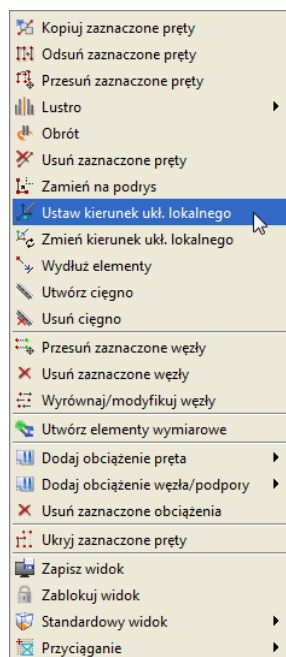 Kopiuj zaznaczone pręty
Odsuń zaznaczone pręty
Przesuń zaznaczone pręty
Lustro
Obrót
Usuń zaznaczone pręty
Zamień na podrys
Ustaw kierunek ukł. lokalnego
Zmień kierunek ukł. lokalnego
Wydłuż elementy
Utwórz cięgno
Usuń cięgno
Przesuń zaznaczone węzły
Usuń zaznaczone węzły
Wyrównaj/modyfikuj węzły
Utwórz elementy wymiarowe
Dodaj obciążenie pręta
Dodaj obciążenie węzła/podpory
Usuń zaznaczone obciążenia
Ukryj zaznaczone pręty
Zapisz widok
Zablokuj widok
Standardowy widok
Przyciąganie